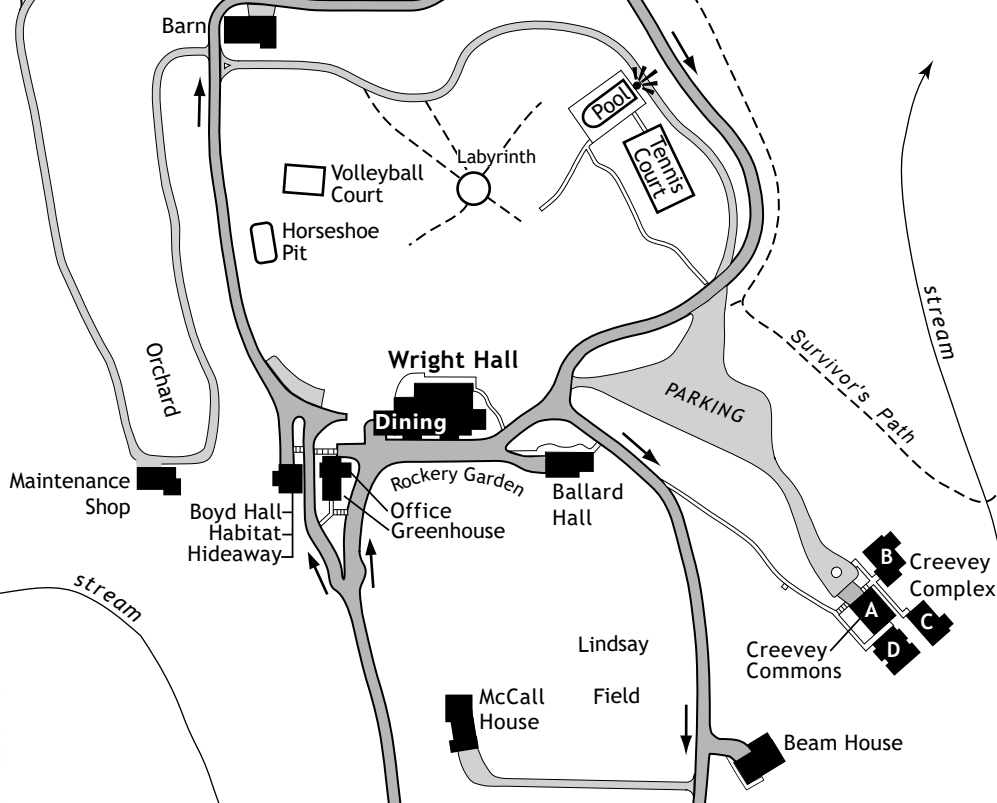 Barn
Pool
Tennis
Court
Labyrinth
Volleyball
Court
Horseshoe
Pit
stream
Survivor's Path
Orchard
Wright Hall
Dining
PARKING
Maintenance
Shop
Rockery Garden
Ballard
Hall
Boyd Hall
Habitat
Hideaway
Office
Greenhouse
B
Creevey
Complex
A
C
D
stream
Creevey
Commons
Lindsay
Field
McCall
House
Beam House